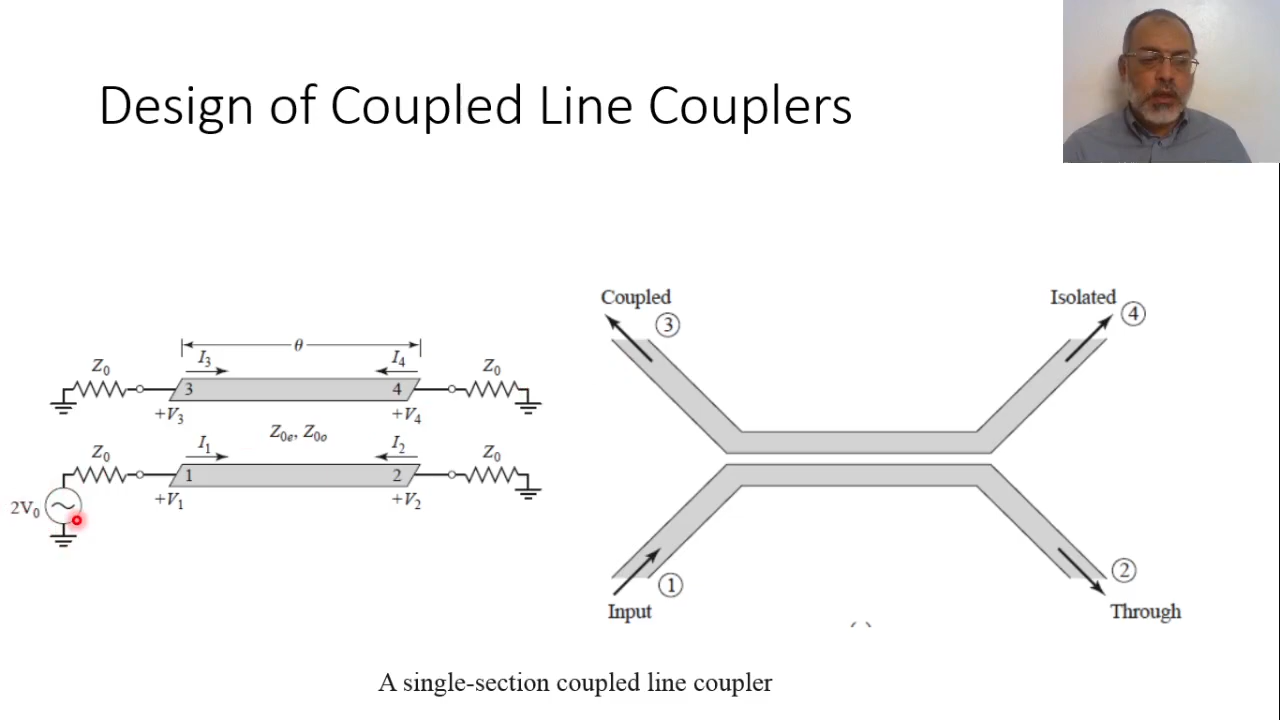 Design of Coupled Line Couplers
θ
Z₀ I₃ I₄ Z₀
3 4
+V₃ +V₄
Z₀ₑ, Z₀ₒ
Z₀ I₁ I₂ Z₀
1 2
+V₁ +V₂
2V₀
Coupled
③
Isolated
④
①
Input
②
Through
( )
A single-section coupled line coupler